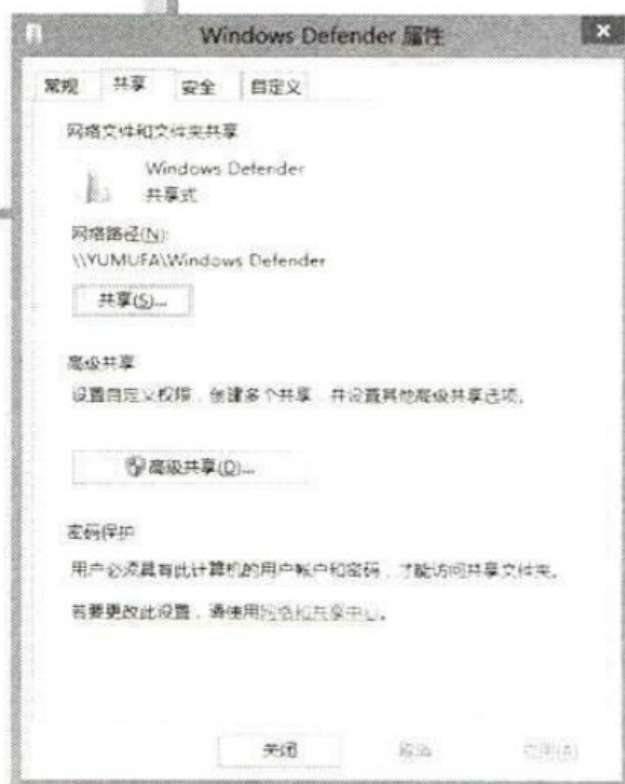 Windows Defender 属性
常规 共享 安全 自定义
网络文件和文件夹共享
Windows Defender
共享式
网络路径(N):
\\YUMUFA\Windows Defender
共享(S)...
高级共享
设置自定义权限，创建多个共享，并设置其他高级共享选项。
高级共享(D)...
密码保护
用户必须具有此计算机的用户帐户和密码，才能访问共享文件夹。
若要更改此设置，请使用网络和共享中心。
关闭 取消 应用(A)